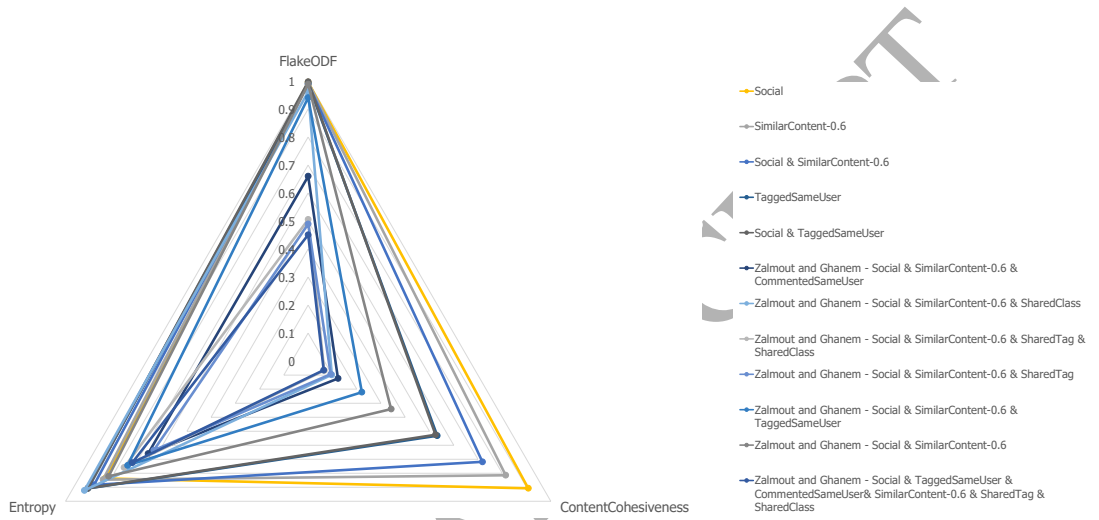 FlakeODF
1
0.9
0.8
0.7
0.6
0.5
0.4
0.3
0.2
0.1
0
Entropy
ContentCohesiveness
Social
SimilarContent-0.6
Social & SimilarContent-0.6
TaggedSameUser
Social & TaggedSameUser
Zalmout and Ghanem - Social & SimilarContent-0.6 &
CommentedSameUser
Zalmout and Ghanem - Social & SimilarContent-0.6 & SharedClass
Zalmout and Ghanem - Social & SimilarContent-0.6 & SharedTag &
SharedClass
Zalmout and Ghanem - Social & SimilarContent-0.6 & SharedTag
Zalmout and Ghanem - Social & SimilarContent-0.6 &
TaggedSameUser
Zalmout and Ghanem - Social & SimilarContent-0.6
Zalmout and Ghanem - Social & TaggedSameUser &
CommentedSameUser& SimilarContent-0.6 & SharedTag &
SharedClass